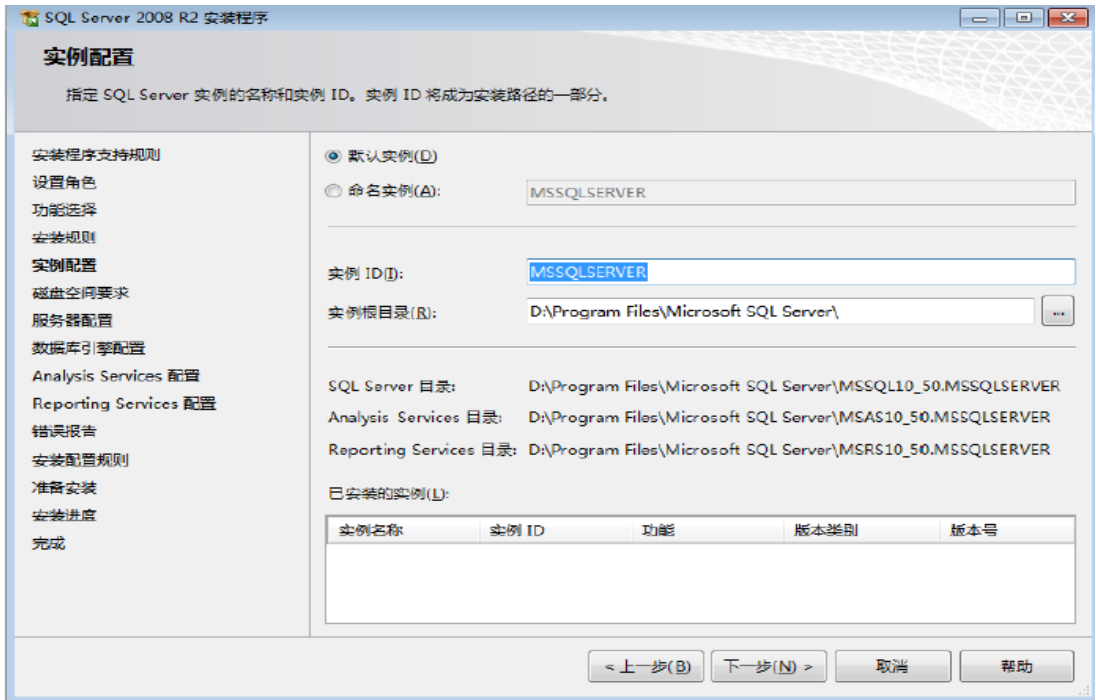 SQL Server 2008 R2 安装程序
实例配置
指定 SQL Server 实例的名称和实例 ID。实例 ID 将成为安装路径的一部分。
安装程序支持规则
设置角色
功能选择
安装规则
实例配置
磁盘空间要求
服务器配置
数据库引擎配置
Analysis Services 配置
Reporting Services 配置
错误报告
安装配置规则
准备安装
安装进度
完成
默认实例(D)
命名实例(A): MSSQLSERVER
实例 ID(I): MSSQLSERVER
实例根目录(R): D:\Program Files\Microsoft SQL Server\ ...
SQL Server 目录: D:\Program Files\Microsoft SQL Server\MSSQL10_50.MSSQLSERVER
Analysis Services 目录: D:\Program Files\Microsoft SQL Server\MSAS10_50.MSSQLSERVER
Reporting Services 目录: D:\Program Files\Microsoft SQL Server\MSRS10_50.MSSQLSERVER
已安装的实例(L):
实例名称 实例 ID 功能 版本类别 版本号
< 上一步(B) 下一步(N) > 取消 帮助